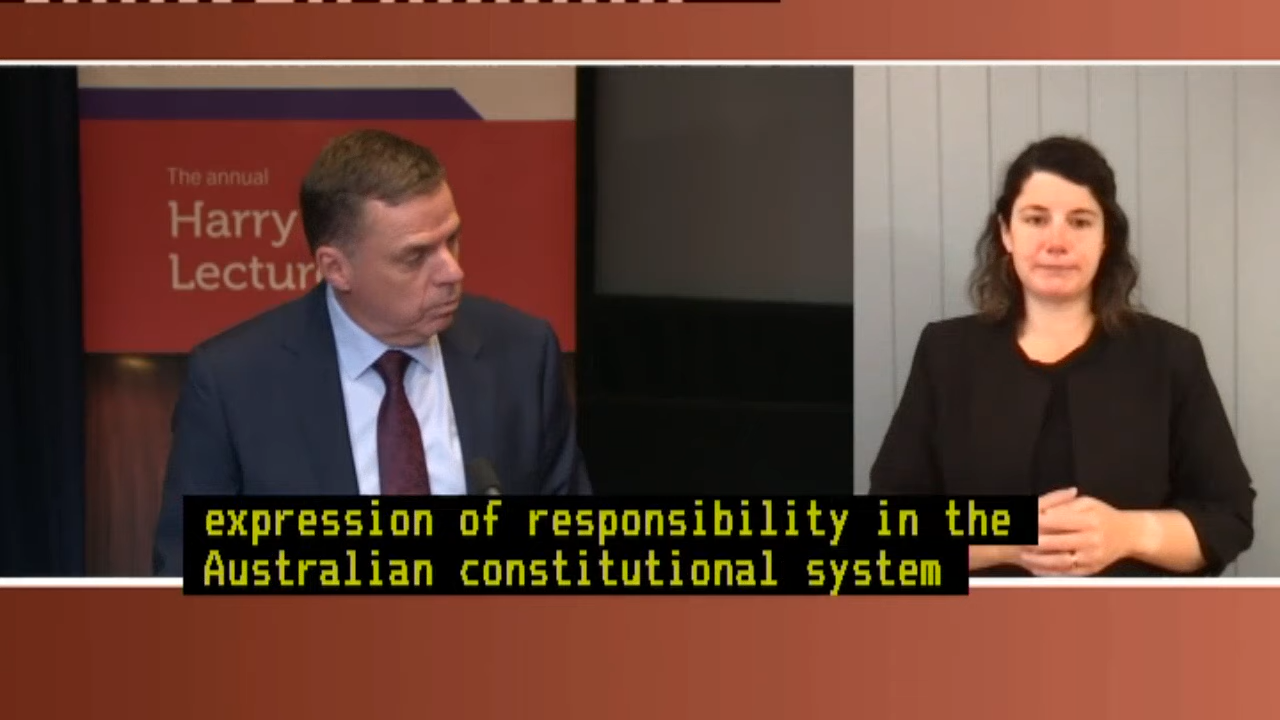 The annual
Harry
Lectur
expression of responsibility in the
Australian constitutional system